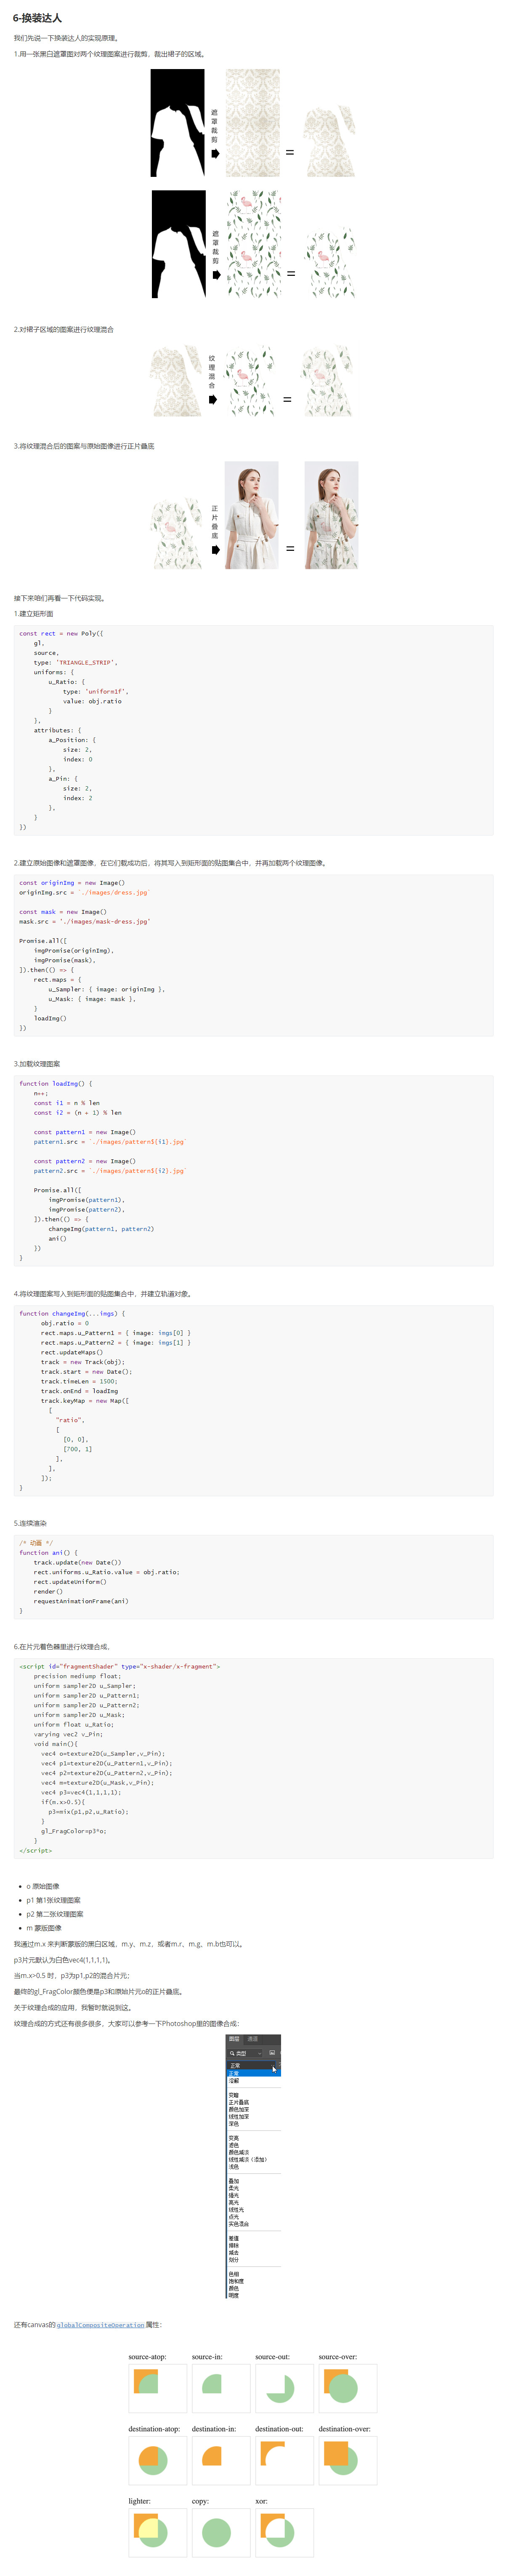 6-换装达人
我们先说一下换装达人的实现原理。
1.用一张黑白遮罩图对两个纹理图案进行裁剪，裁出裙子的区域。
遮罩裁剪
=
遮罩裁剪
=
2.对裙子区域的图案进行纹理混合
纹理混合
=
3.将纹理混合后的图案与原始图像进行正片叠底
正片叠底
=
接下来咱们再看一下代码实现。
1.建立矩形面
const rect = new Poly({
    gl,
    source,
    type: 'TRIANGLE_STRIP',
    uniforms: {
        u_Ratio: {
            type: 'uniform1f',
            value: obj.ratio
        }
    },
    attributes: {
        a_Position: {
            size: 2,
            index: 0
        },
        a_Pin: {
            size: 2,
            index: 2
        },
    }
})
2.建立原始图像和遮罩图像，在它们载成功后，将其写入到矩形面的贴图集合中，并再加载两个纹理图像。
const originImg = new Image()
originImg.src = `./images/dress.jpg`
const mask = new Image()
mask.src = './images/mask-dress.jpg'
Promise.all([
    imgPromise(originImg),
    imgPromise(mask),
]).then(() => {
    rect.maps = {
        u_Sampler: { image: originImg },
        u_Mask: { image: mask },
    }
    loadImg()
})
3.加载纹理图案
function loadImg() {
    n++;
    const i1 = n % len
    const i2 = (n + 1) % len
    const pattern1 = new Image()
    pattern1.src = `./images/pattern${i1}.jpg`
    const pattern2 = new Image()
    pattern2.src = `./images/pattern${i2}.jpg`
    Promise.all([
        imgPromise(pattern1),
        imgPromise(pattern2),
    ]).then(() => {
        changeImg(pattern1, pattern2)
        ani()
    })
}
4.将纹理图案写入到矩形面的贴图集合中，并建立轨道对象。
function changeImg(...imgs) {
      obj.ratio = 0
      rect.maps.u_Pattern1 = { image: imgs[0] }
      rect.maps.u_Pattern2 = { image: imgs[1] }
      rect.updateMaps()
      track = new Track(obj);
      track.start = new Date();
      track.timeLen = 1500;
      track.onEnd = loadImg
      track.keyMap = new Map([
        [
          "ratio",
          [
            [0, 0],
            [700, 1]
          ],
        ],
      ]);
}
5.连续渲染
/* 动画 */
function ani() {
    track.update(new Date())
    rect.uniforms.u_Ratio.value = obj.ratio;
    rect.updateUniform()
    render()
    requestAnimationFrame(ani)
}
6.在片元着色器里进行纹理合成，
<script id="fragmentShader" type="x-shader/x-fragment">
    precision mediump float;
    uniform sampler2D u_Sampler;
    uniform sampler2D u_Pattern1;
    uniform sampler2D u_Pattern2;
    uniform sampler2D u_Mask;
    uniform float u_Ratio;
    varying vec2 v_Pin;
    void main(){
      vec4 o=texture2D(u_Sampler,v_Pin);
      vec4 p1=texture2D(u_Pattern1,v_Pin);
      vec4 p2=texture2D(u_Pattern2,v_Pin);
      vec4 m=texture2D(u_Mask,v_Pin);
      vec4 p3=vec4(1,1,1,1);
      if(m.x>0.5){
        p3=mix(p1,p2,u_Ratio);
      }
      gl_FragColor=p3*o;
    }
</script>
• o 原始图像
• p1 第1张纹理图案
• p2 第二张纹理图案
• m 蒙版图像
我通过m.x 来判断蒙版的黑白区域，m.y、m.z，或者m.r、m.g、m.b也可以。
p3片元默认为白色vec4(1,1,1,1)。
当m.x>0.5 时，p3为p1,p2的混合片元；
最终的gl_FragColor颜色便是p3和原始片元o的正片叠底。
关于纹理合成的应用，我暂时就说到这。
纹理合成的方式还有很多很多，大家可以参考一下Photoshop里的图像合成：
图层 通道
类型
正常
正常
溶解
变暗
正片叠底
颜色加深
线性加深
深色
变亮
滤色
颜色减淡
线性减淡（添加）
浅色
叠加
柔光
强光
亮光
线性光
点光
实色混合
差值
排除
减去
划分
色相
饱和度
颜色
明度
还有canvas的 globalCompositeOperation 属性：
source-atop: source-in: source-out: source-over:
destination-atop: destination-in: destination-out: destination-over:
lighter: copy: xor: